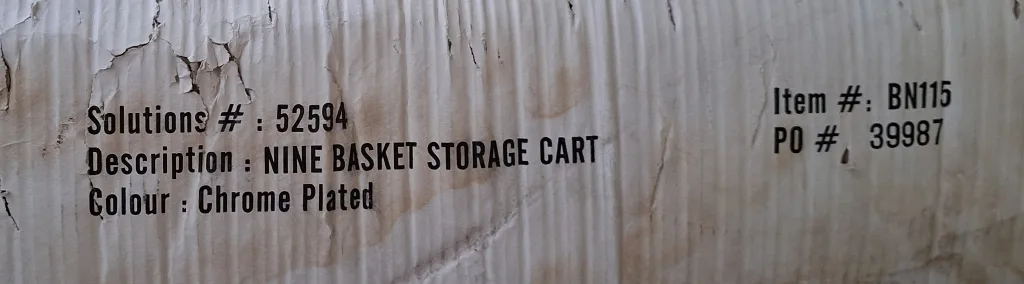 Solutions # : 52594
Description : NINE BASKET STORAGE CART
Colour : Chrome Plated
Item #: BN115
PO # 39987